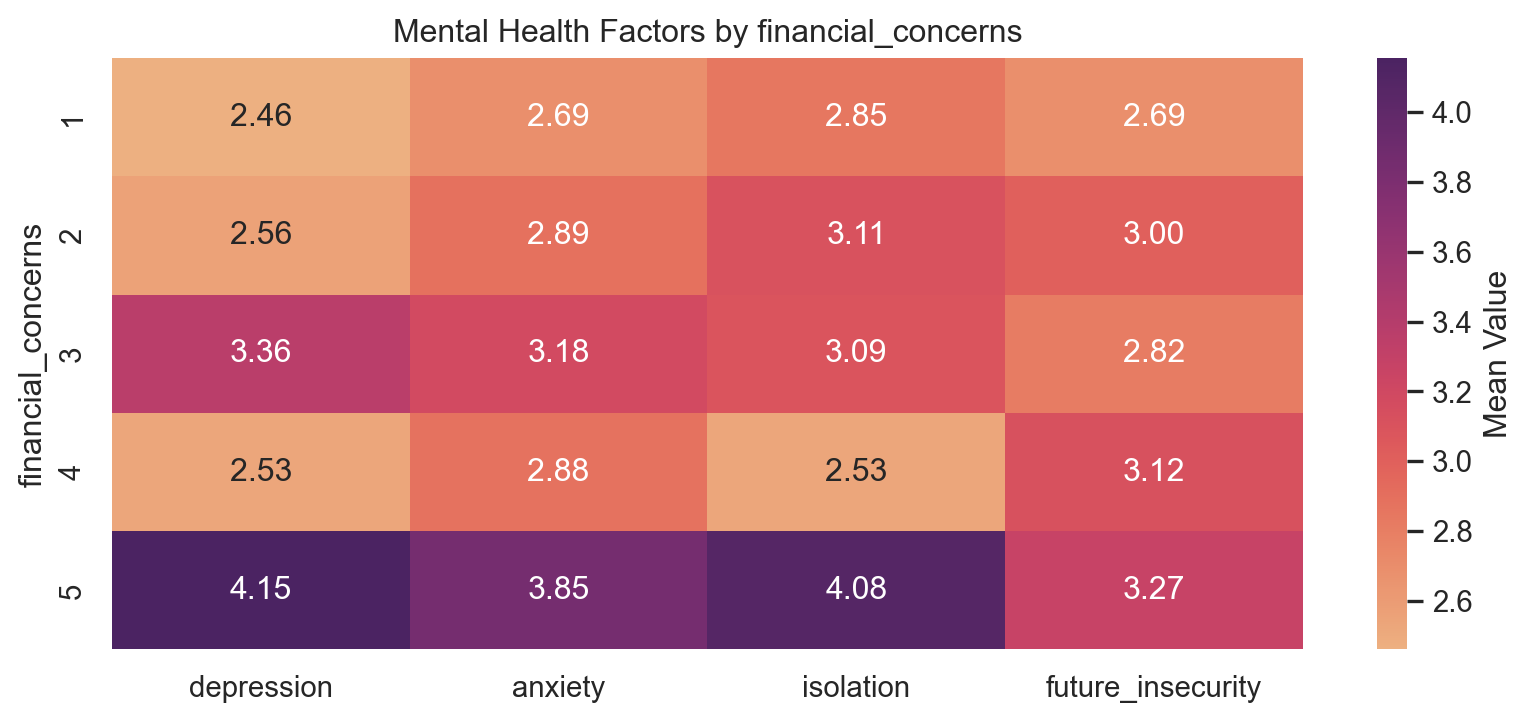 Mental Health Factors by financial_concerns
financial_concerns
1 2.46 2.69 2.85 2.69
2 2.56 2.89 3.11 3.00
3 3.36 3.18 3.09 2.82
4 2.53 2.88 2.53 3.12
5 4.15 3.85 4.08 3.27
depression anxiety isolation future_insecurity
4.0
3.8
3.6
3.4
3.2
3.0
2.8
2.6
Mean Value